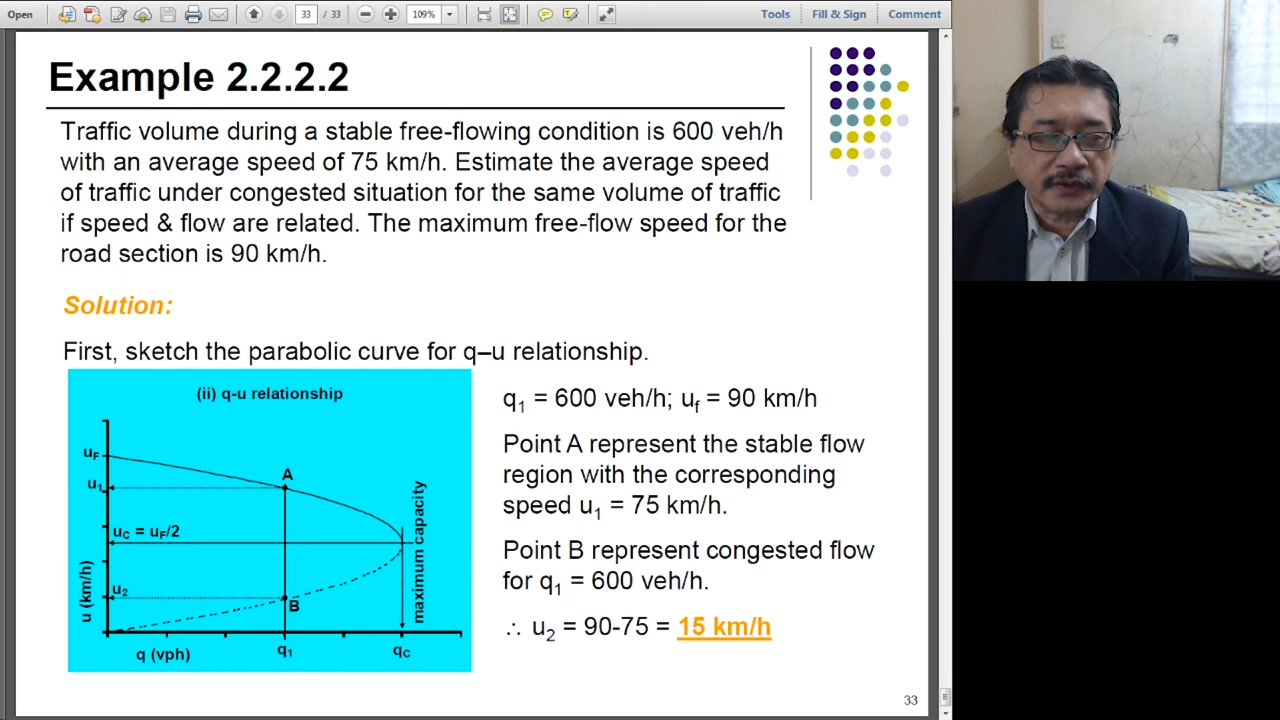 Open
33 / 33
109%
Tools
Fill & Sign
Comment
Example 2.2.2.2
Traffic volume during a stable free-flowing condition is 600 veh/h
with an average speed of 75 km/h. Estimate the average speed
of traffic under congested situation for the same volume of traffic
if speed & flow are related. The maximum free-flow speed for the
road section is 90 km/h.
Solution:
First, sketch the parabolic curve for q–u relationship.
(ii) q-u relationship
uF
u1
uC = uF/2
u2
u (km/h)
A
B
maximum capacity
q (vph)
q1
qC
q1 = 600 veh/h; uf = 90 km/h
Point A represent the stable flow
region with the corresponding
speed u1 = 75 km/h.
Point B represent congested flow
for q1 = 600 veh/h.
∴ u2 = 90-75 = 15 km/h
33